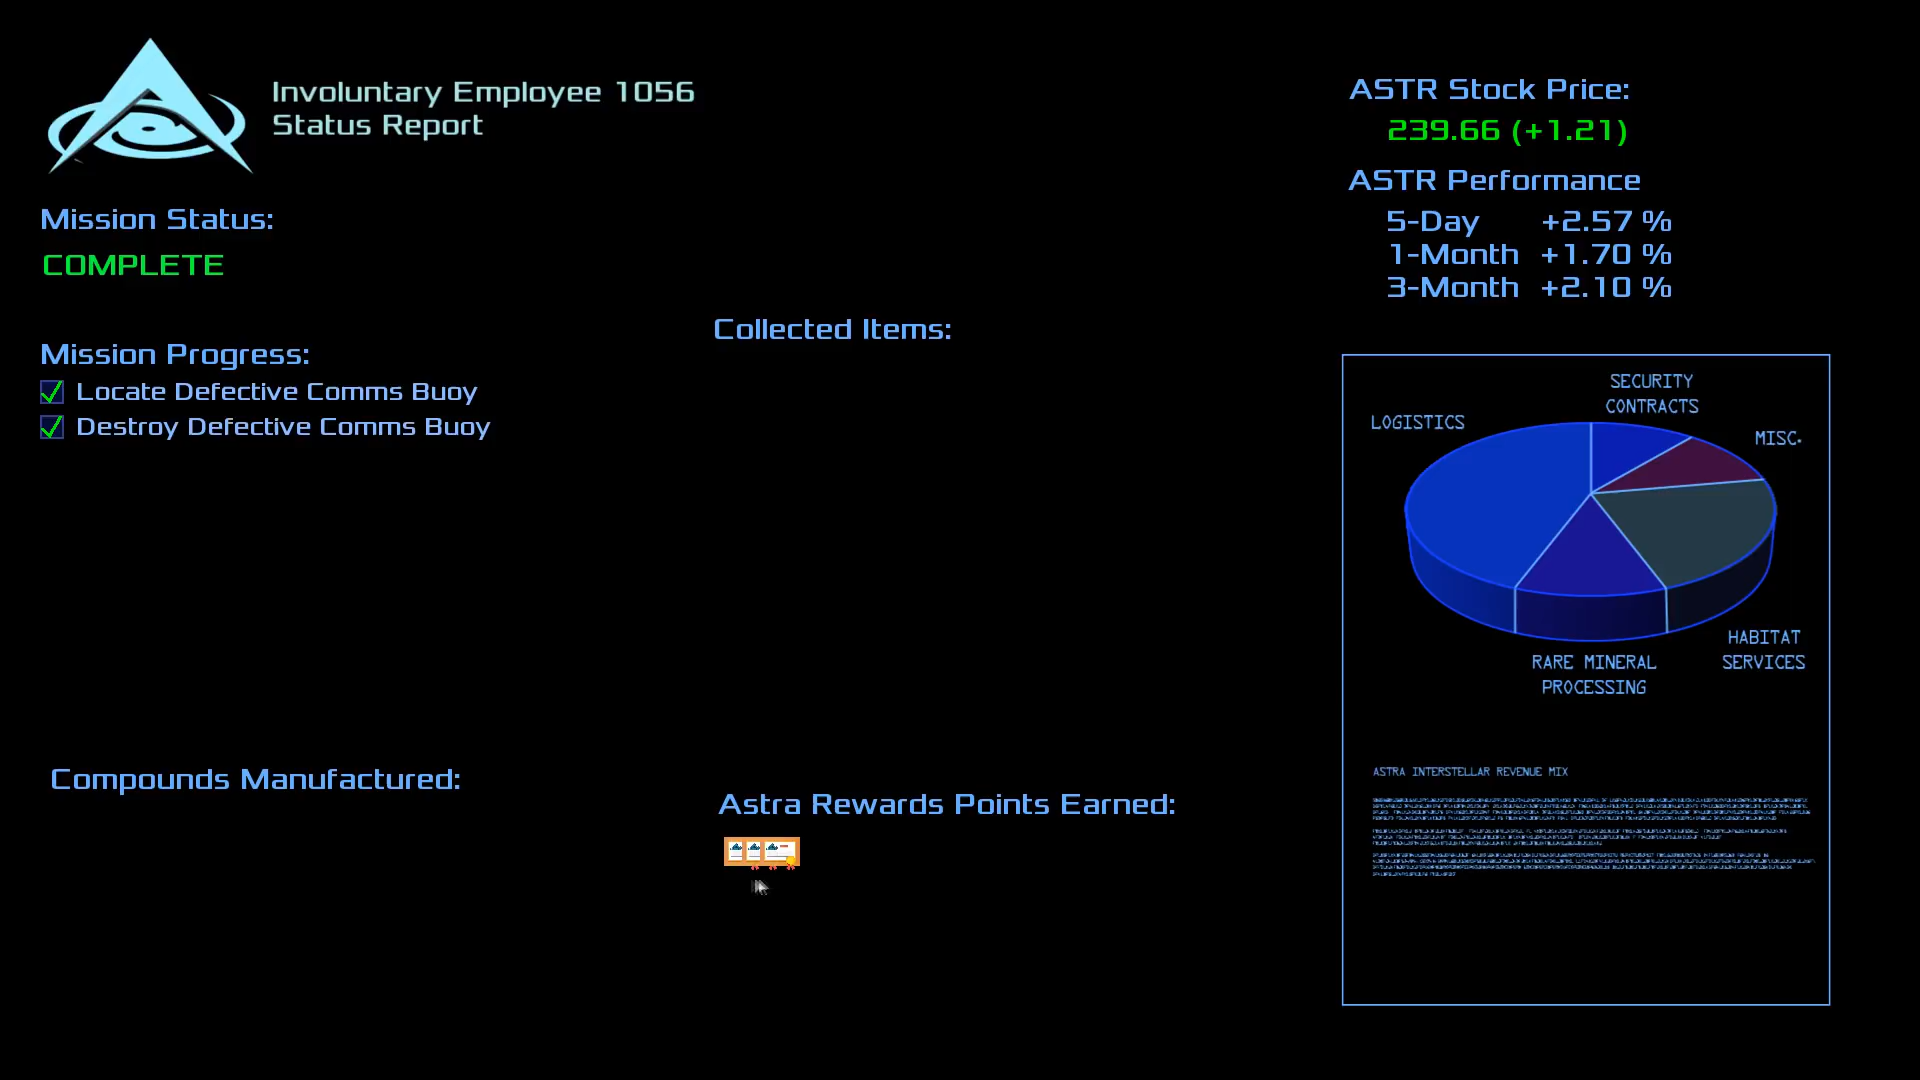 Involuntary Employee 1056
Status Report
Mission Status:
COMPLETE
Mission Progress:
Locate Defective Comms Buoy
Destroy Defective Comms Buoy
Compounds Manufactured:
Collected Items:
Astra Rewards Points Earned:
ASTR Stock Price:
239.66 (+1.21)
ASTR Performance
5-Day +2.57 %
1-Month +1.70 %
3-Month +2.10 %
SECURITY
CONTRACTS
LOGISTICS
MISC.
HABITAT
SERVICES
RARE MINERAL
PROCESSING
ASTRA INTERSTELLAR REVENUE MIX